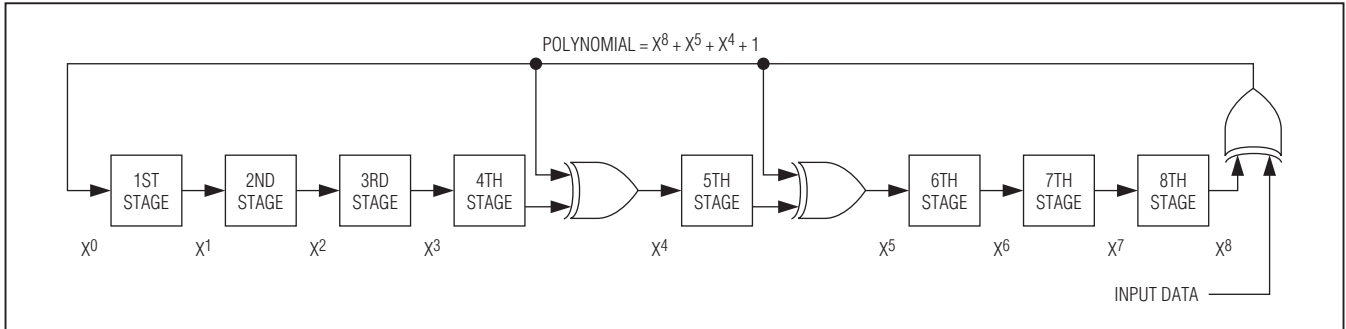 POLYNOMIAL = X⁸ + X⁵ + X⁴ + 1
1ST
STAGE
2ND
STAGE
3RD
STAGE
4TH
STAGE
5TH
STAGE
6TH
STAGE
7TH
STAGE
8TH
STAGE
X⁰
X¹
X²
X³
X⁴
X⁵
X⁶
X⁷
X⁸
INPUT DATA